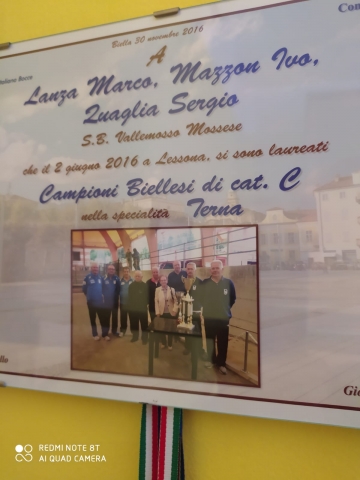 Biella 30 novembre 2016
A
Lanza Marco, Mazzon Ivo,
Quaglia Sergio
S.B. Vallemosso Mossese
che il 2 giugno 2016 a Lessona, si sono laureati
Campioni Biellesi di cat. C
nella specialità Terna
REDMI NOTE 8T
AI QUAD CAMERA